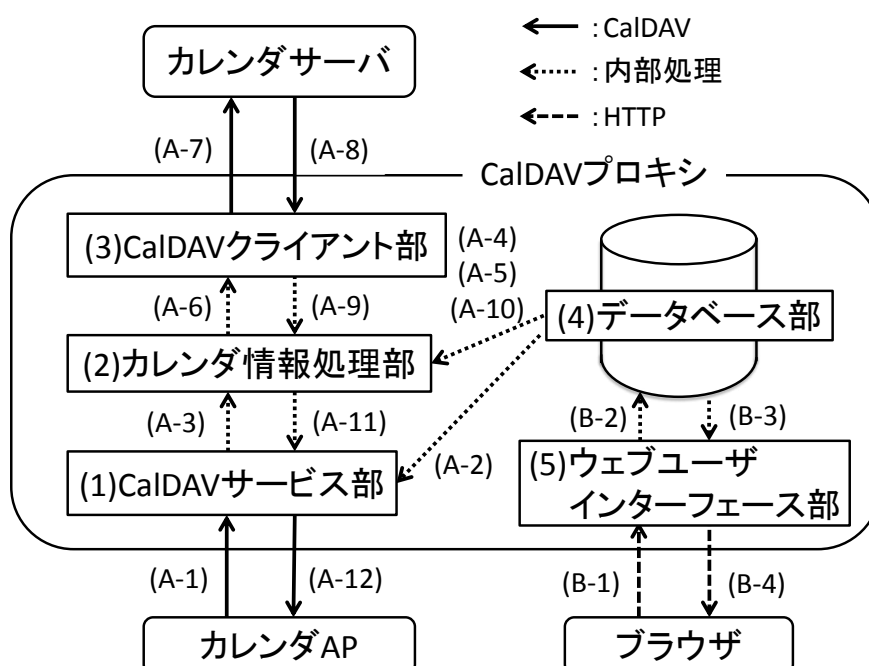 : CalDAV
カレンダサーバ
: 内部処理
: HTTP
(A-7)
(A-8)
CalDAVプロキシ
(3)CalDAVクライアント部
(A-4)
(A-5)
(A-10)
(A-6)
(A-9)
(4)データベース部
(2)カレンダ情報処理部
(A-3)
(A-11)
(B-2)
(B-3)
(A-2)
(1)CalDAVサービス部
(5)ウェブユーザ
インターフェース部
(A-1)
(A-12)
(B-1)
(B-4)
カレンダAP
ブラウザ